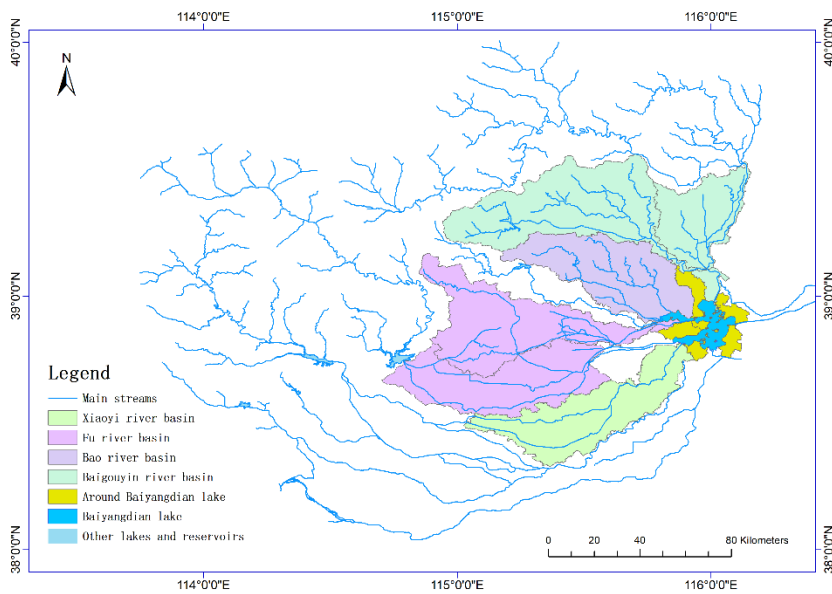 114°0'0"E
115°0'0"E
116°0'0"E
40°0'0"N
40°0'0"N
N
39°0'0"N
39°0'0"N
Legend
Main streams
Xiaoyi river basin
Fu river basin
Bao river basin
Baigouyin river basin
Around Baiyangdian lake
Baiyangdian lake
Other lakes and reservoirs
0 20 40 80 Kilometers
38°0'0"N
38°0'0"N
114°0'0"E
115°0'0"E
116°0'0"E